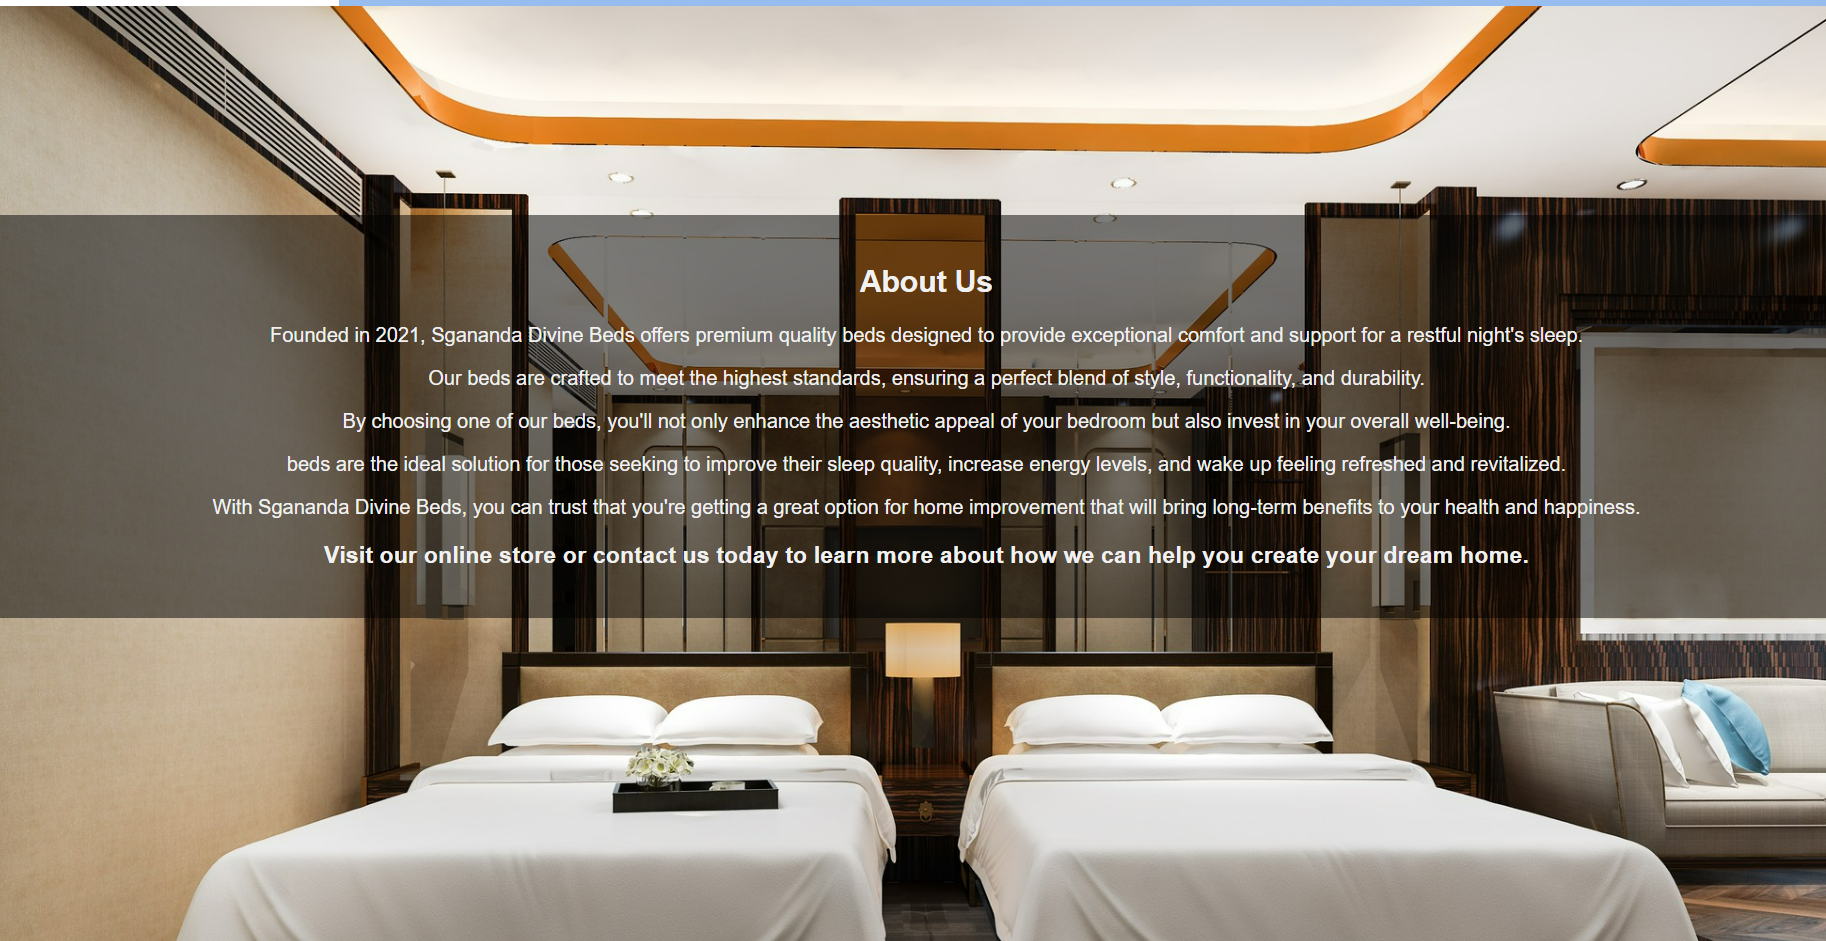 About Us
Founded in 2021, Sgananda Divine Beds offers premium quality beds designed to provide exceptional comfort and support for a restful night's sleep.
Our beds are crafted to meet the highest standards, ensuring a perfect blend of style, functionality, and durability.
By choosing one of our beds, you'll not only enhance the aesthetic appeal of your bedroom but also invest in your overall well-being.
beds are the ideal solution for those seeking to improve their sleep quality, increase energy levels, and wake up feeling refreshed and revitalized.
With Sgananda Divine Beds, you can trust that you're getting a great option for home improvement that will bring long-term benefits to your health and happiness.
Visit our online store or contact us today to learn more about how we can help you create your dream home.